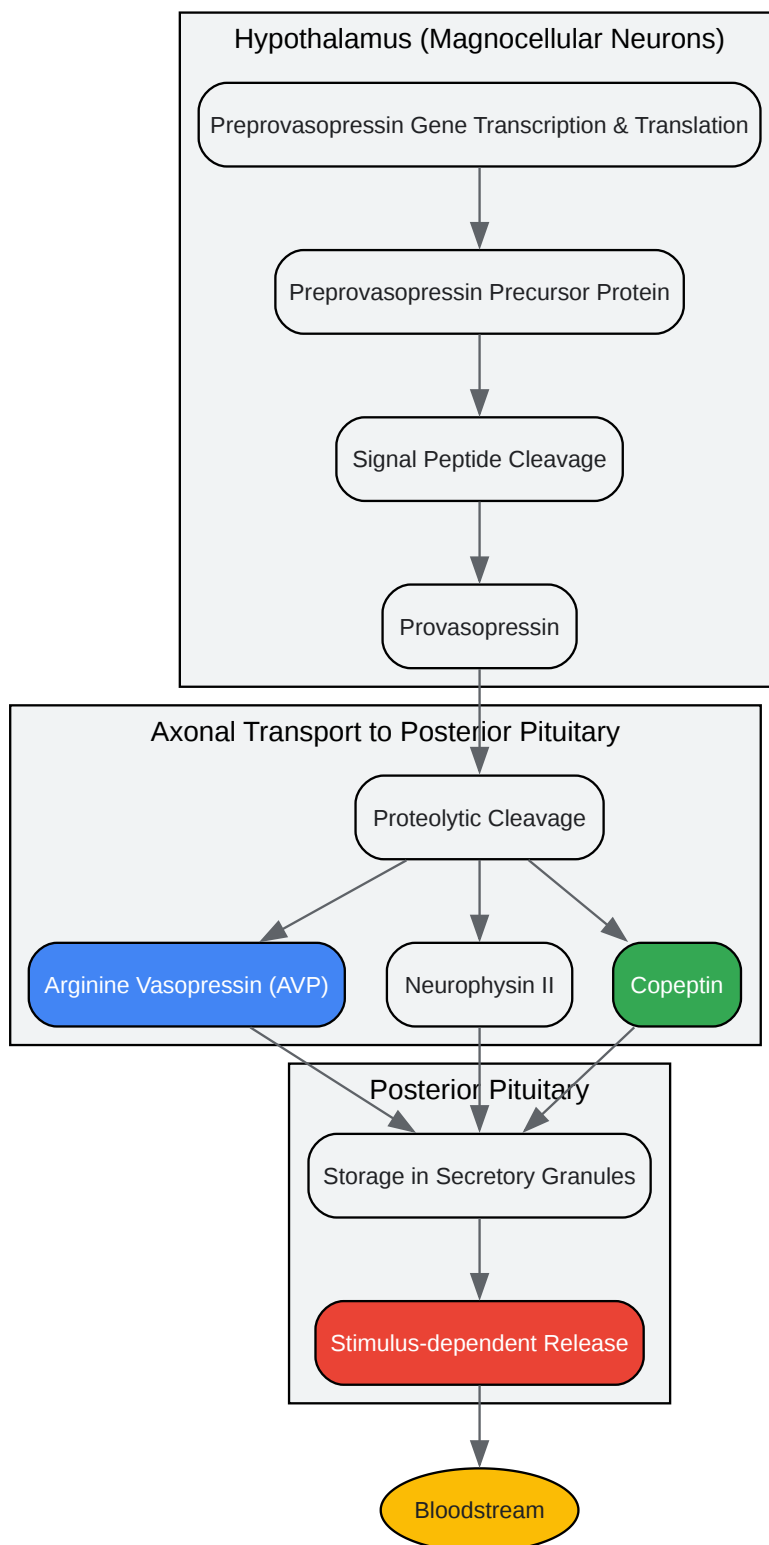 Hypothalamus (Magnocellular Neurons)
Preprovasopressin Gene Transcription & Translation
Preprovasopressin Precursor Protein
Signal Peptide Cleavage
Provasopressin
Axonal Transport to Posterior Pituitary
Proteolytic Cleavage
Arginine Vasopressin (AVP)
Neurophysin II
Copeptin
Posterior Pituitary
Storage in Secretory Granules
Stimulus-dependent Release
Bloodstream